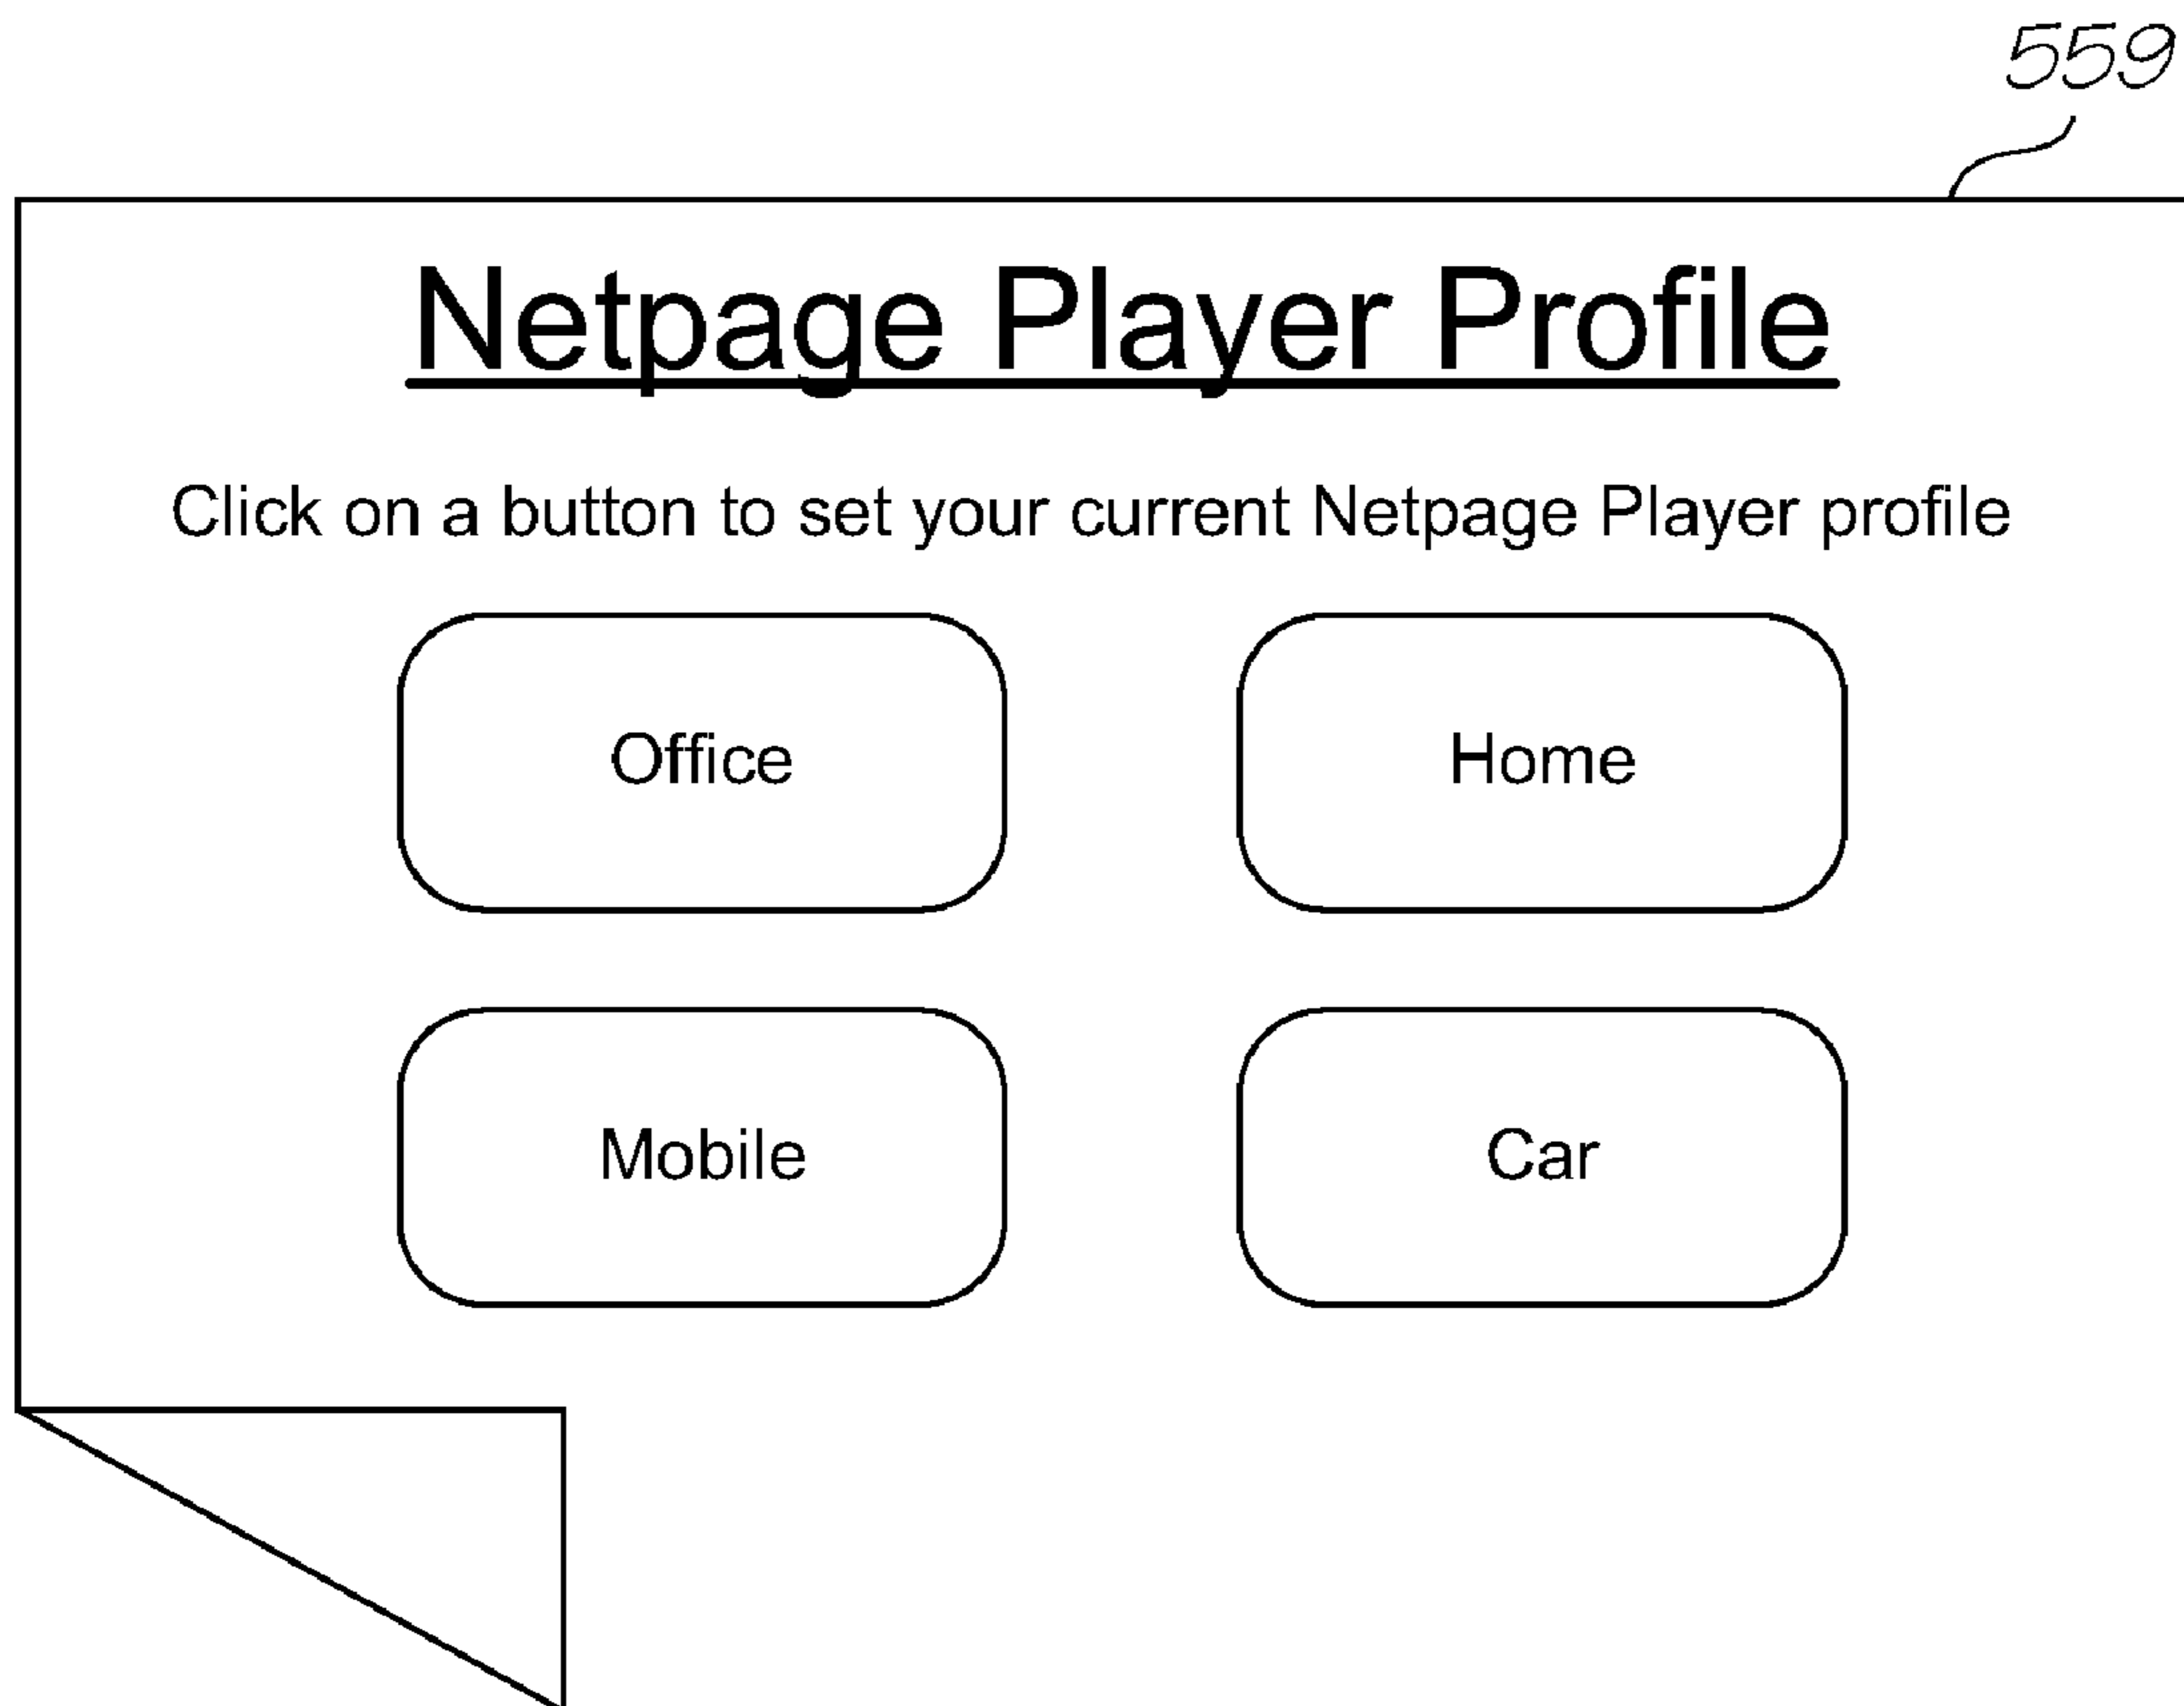 559
Netpage Player Profile
Click on a button to set your current Netpage Player profile
Office Home
Mobile Car